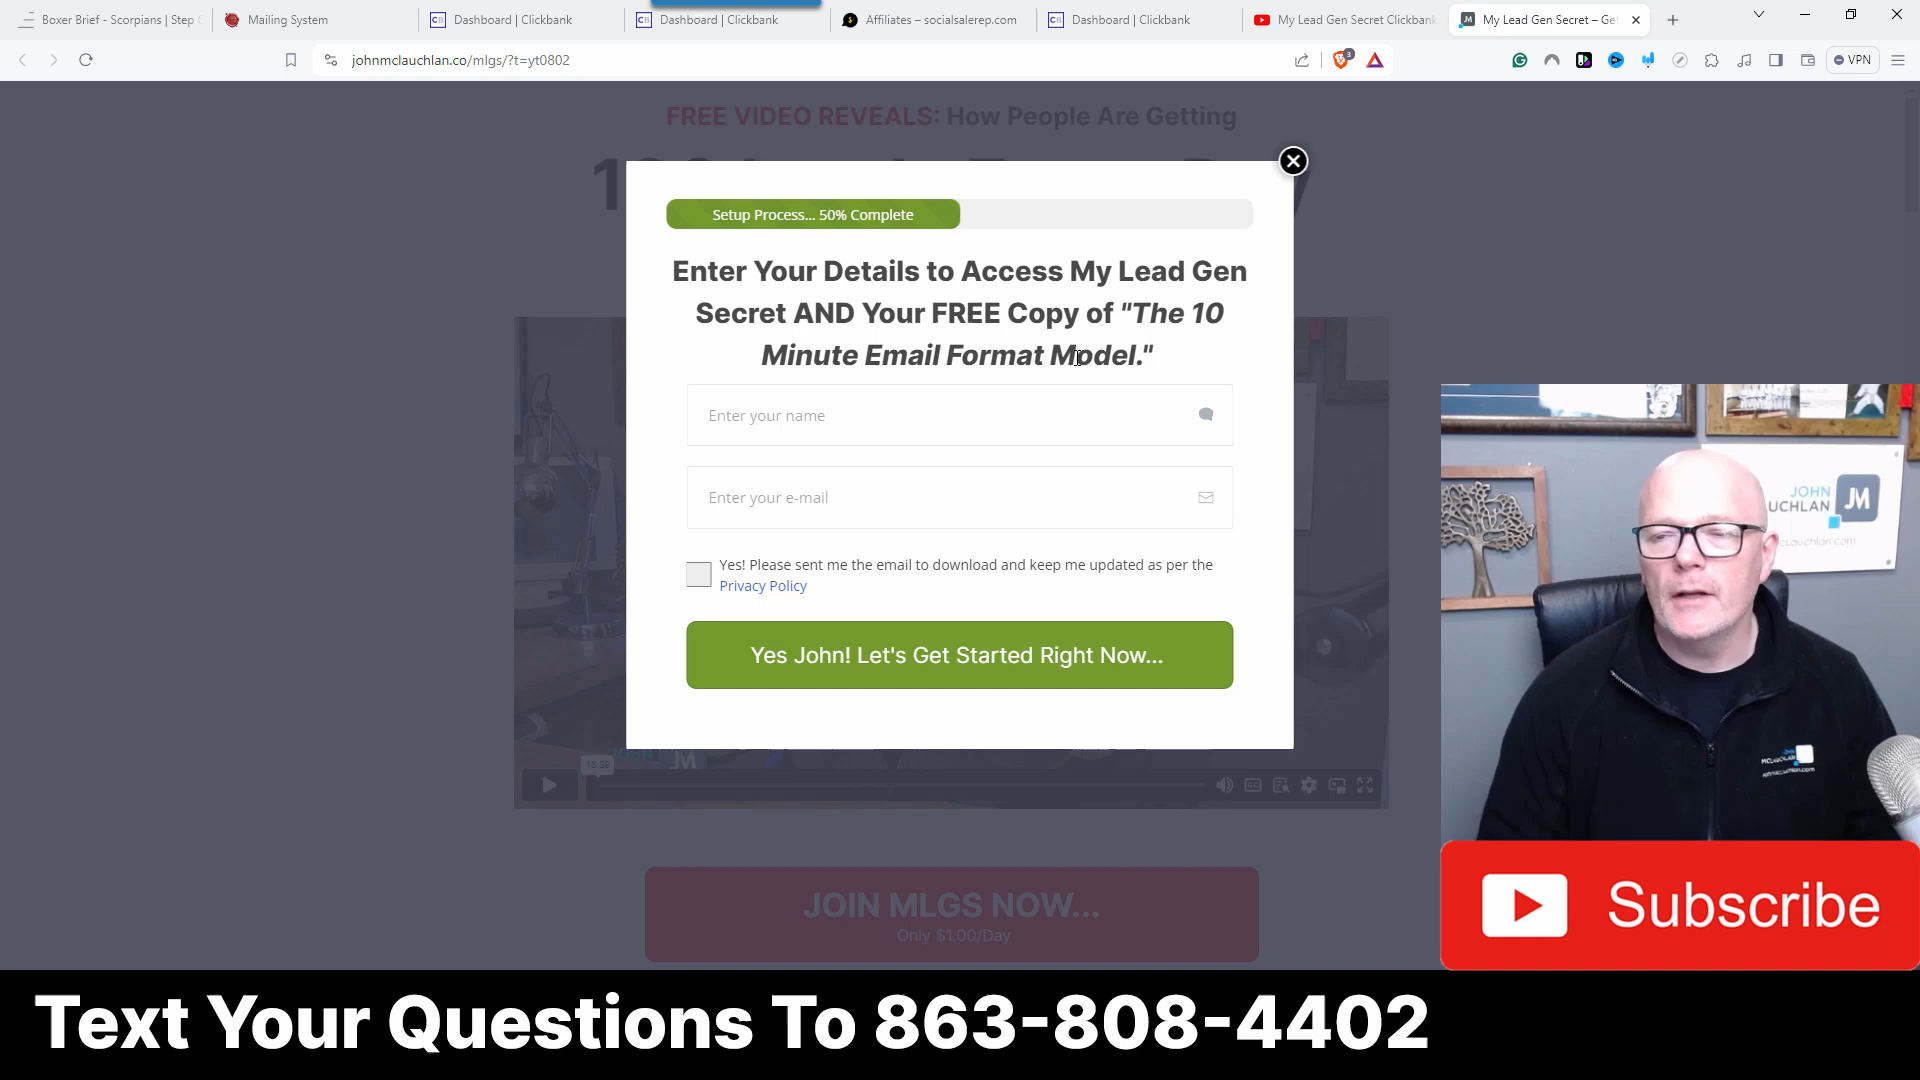 Boxer Brief - Scorpians | Step
Mailing System
Dashboard | Clickbank
Dashboard | Clickbank
Affiliates – socialsalerep.com
Dashboard | Clickbank
My Lead Gen Secret Clickbank
My Lead Gen Secret – Get
johnmclauchlan.co/mlgs/?t=yt0802
3
VPN
FREE VIDEO REVEALS: How People Are Getting
Setup Process... 50% Complete
Enter Your Details to Access My Lead Gen
Secret AND Your FREE Copy of "The 10
Minute Email Format Model."
Enter your name
Enter your e-mail
Yes! Please sent me the email to download and keep me updated as per the
Privacy Policy
Yes John! Let's Get Started Right Now...
18:39
JOHN
JM
JOIN MLGS NOW...
Only $1.00/Day
Subscribe
Text Your Questions To 863-808-4402